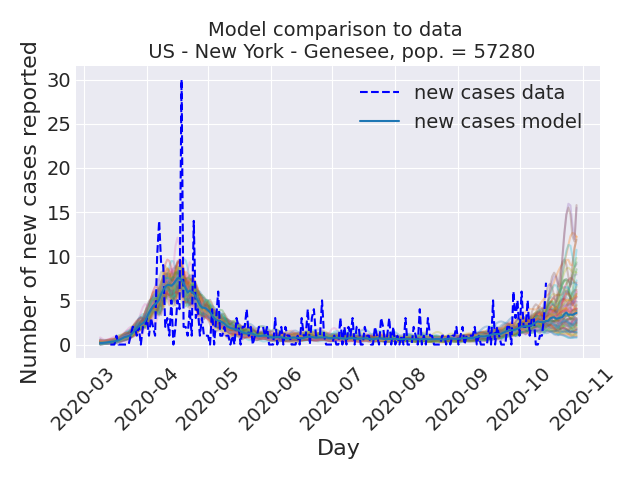 Model comparison to data
US - New York - Genesee, pop. = 57280
Number of new cases reported
30
25
20
15
10
5
0
new cases data
new cases model
2020-03
2020-04
2020-05
2020-06
2020-07
2020-08
2020-09
2020-10
2020-11
Day